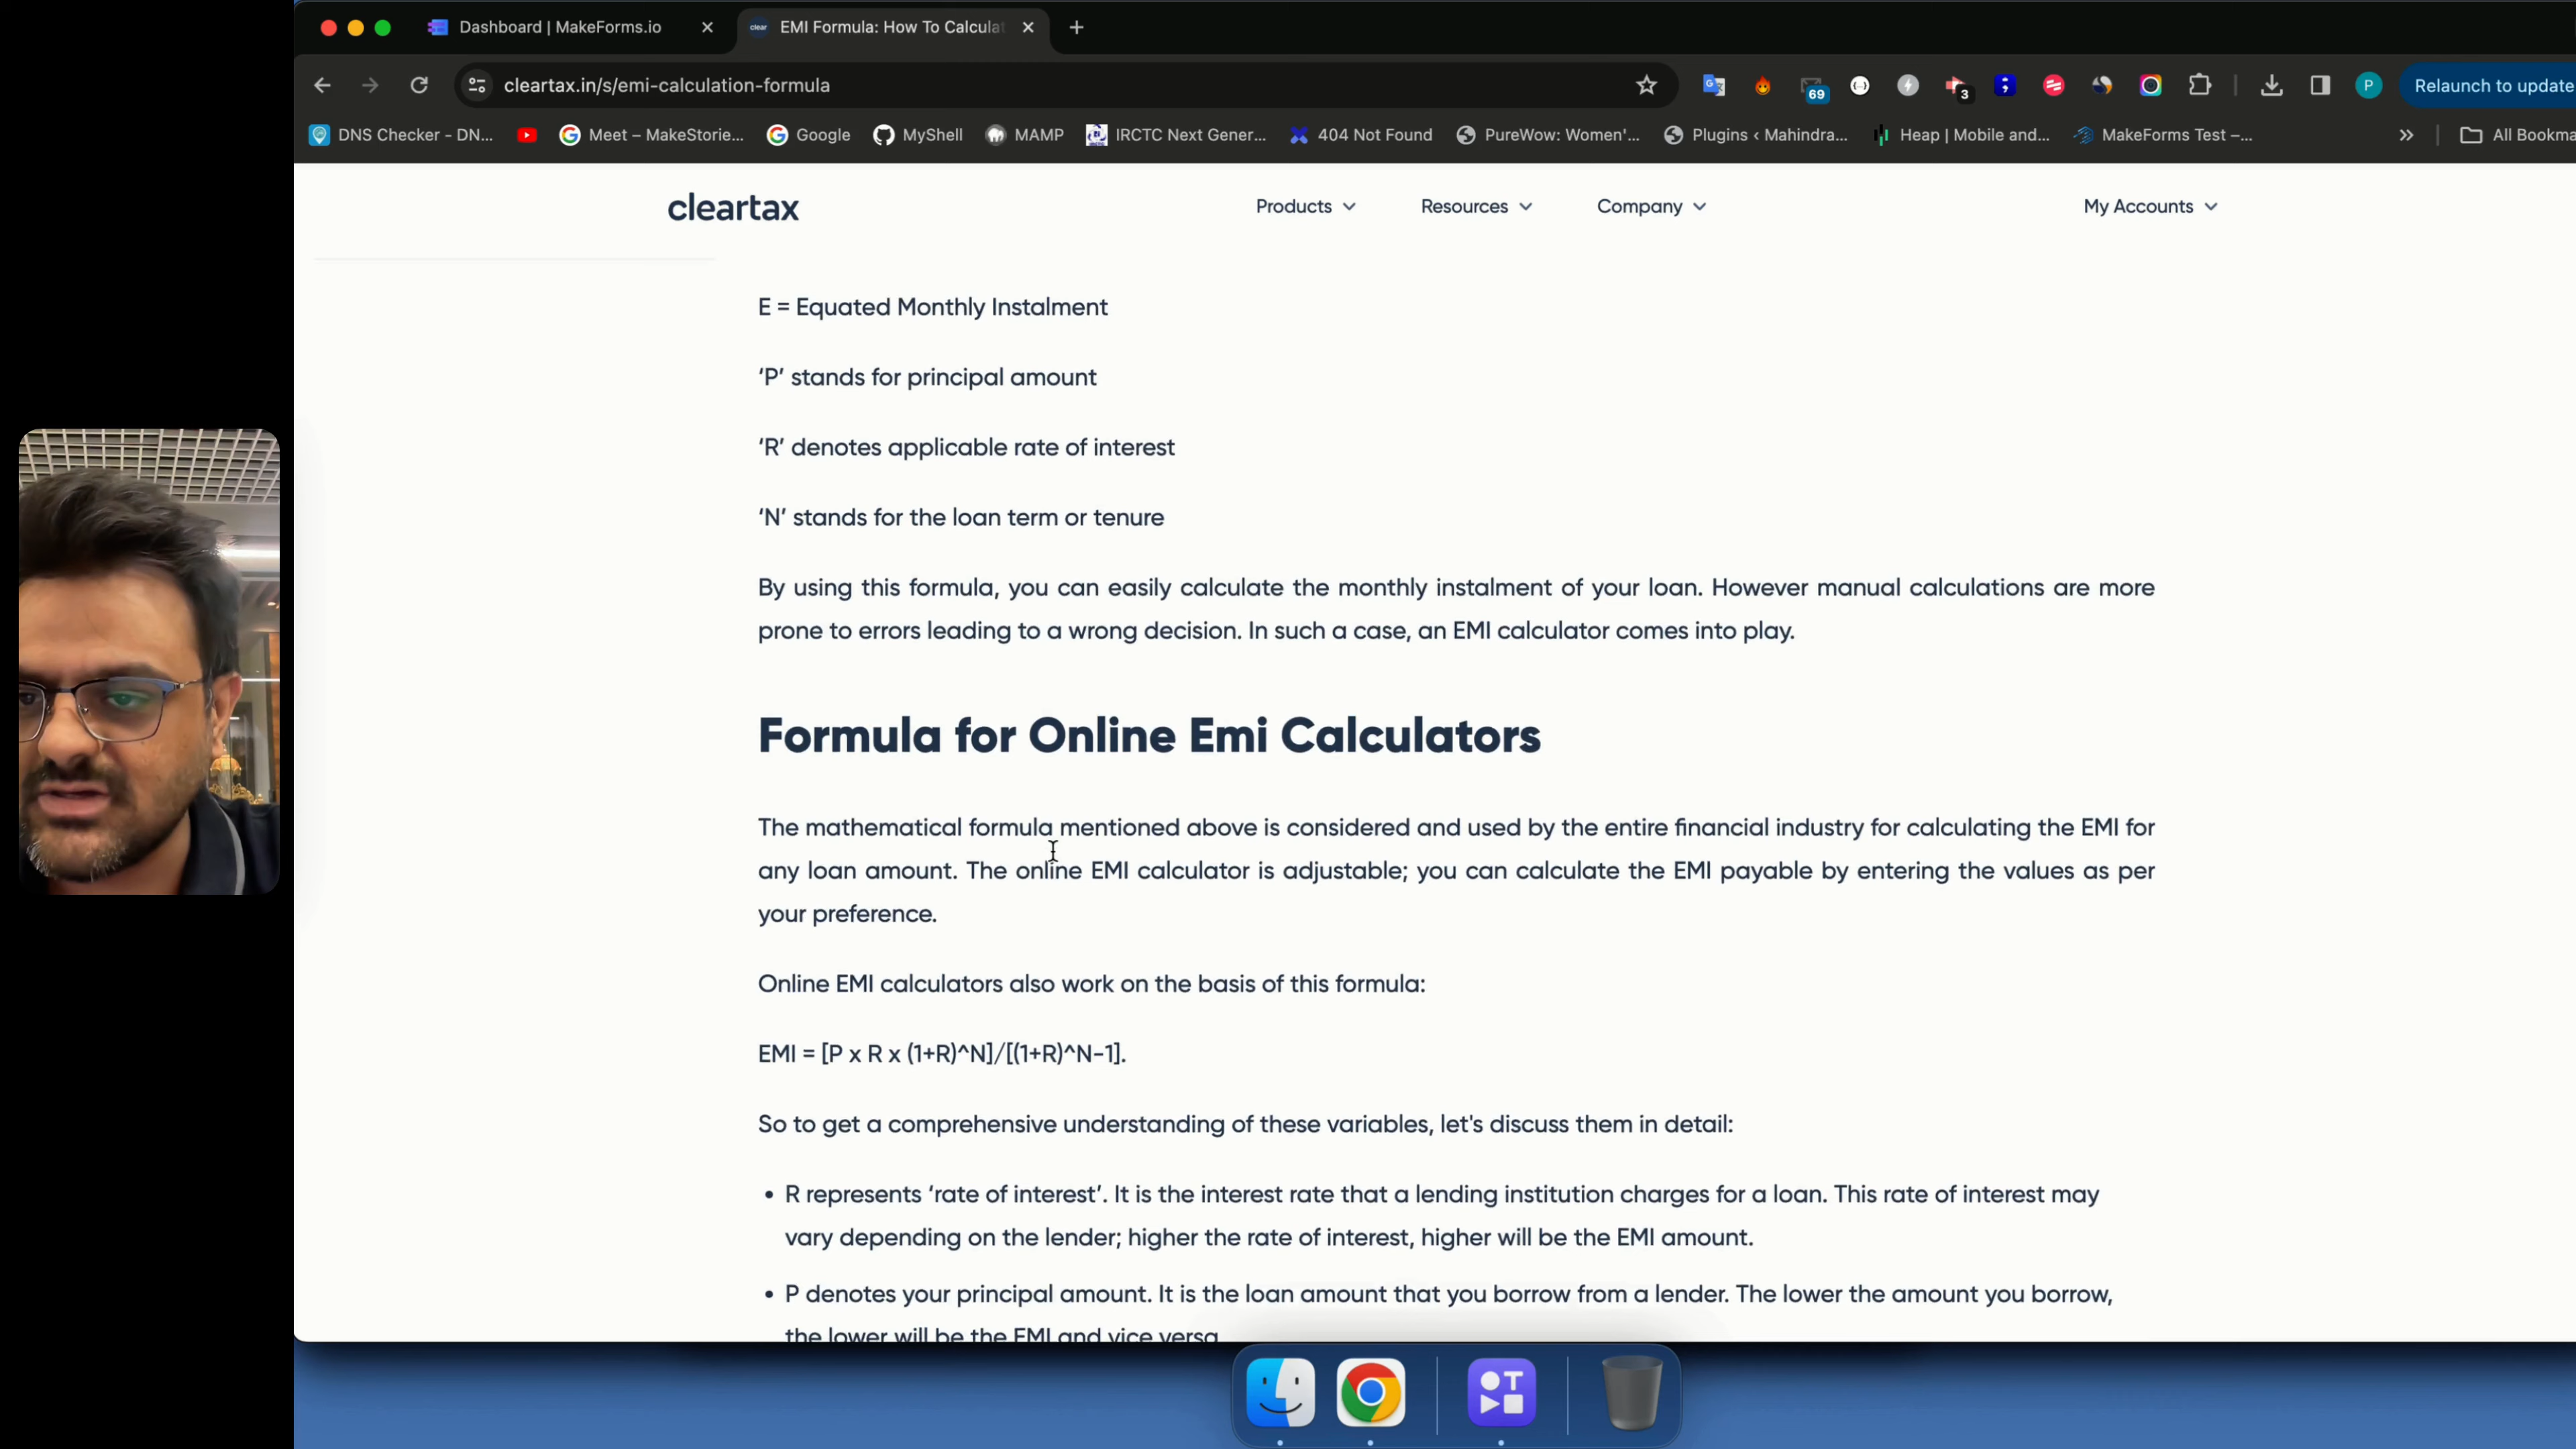 Dashboard | MakeForms.io
EMI Formula: How To Calculat
cleartax.in/s/emi-calculation-formula
69
3
P
Relaunch to update
DNS Checker - DN...
Meet – MakeStorie...
Google
MyShell
MAMP
IRCTC Next Gener...
404 Not Found
PureWow: Women'...
Plugins ‹ Mahindra...
Heap | Mobile and...
MakeForms Test –...
All Bookma
cleartax
Products
Resources
Company
My Accounts
E = Equated Monthly Instalment
‘P’ stands for principal amount
‘R’ denotes applicable rate of interest
‘N’ stands for the loan term or tenure
By using this formula, you can easily calculate the monthly instalment of your loan. However manual calculations are more
prone to errors leading to a wrong decision. In such a case, an EMI calculator comes into play.
Formula for Online Emi Calculators
The mathematical formula mentioned above is considered and used by the entire financial industry for calculating the EMI for
any loan amount. The online EMI calculator is adjustable; you can calculate the EMI payable by entering the values as per
your preference.
Online EMI calculators also work on the basis of this formula:
EMI = [P x R x (1+R)^N]/[(1+R)^N-1].
So to get a comprehensive understanding of these variables, let's discuss them in detail:
• R represents ‘rate of interest’. It is the interest rate that a lending institution charges for a loan. This rate of interest may
vary depending on the lender; higher the rate of interest, higher will be the EMI amount.
• P denotes your principal amount. It is the loan amount that you borrow from a lender. The lower the amount you borrow,
the lower will be the EMI and vice versa